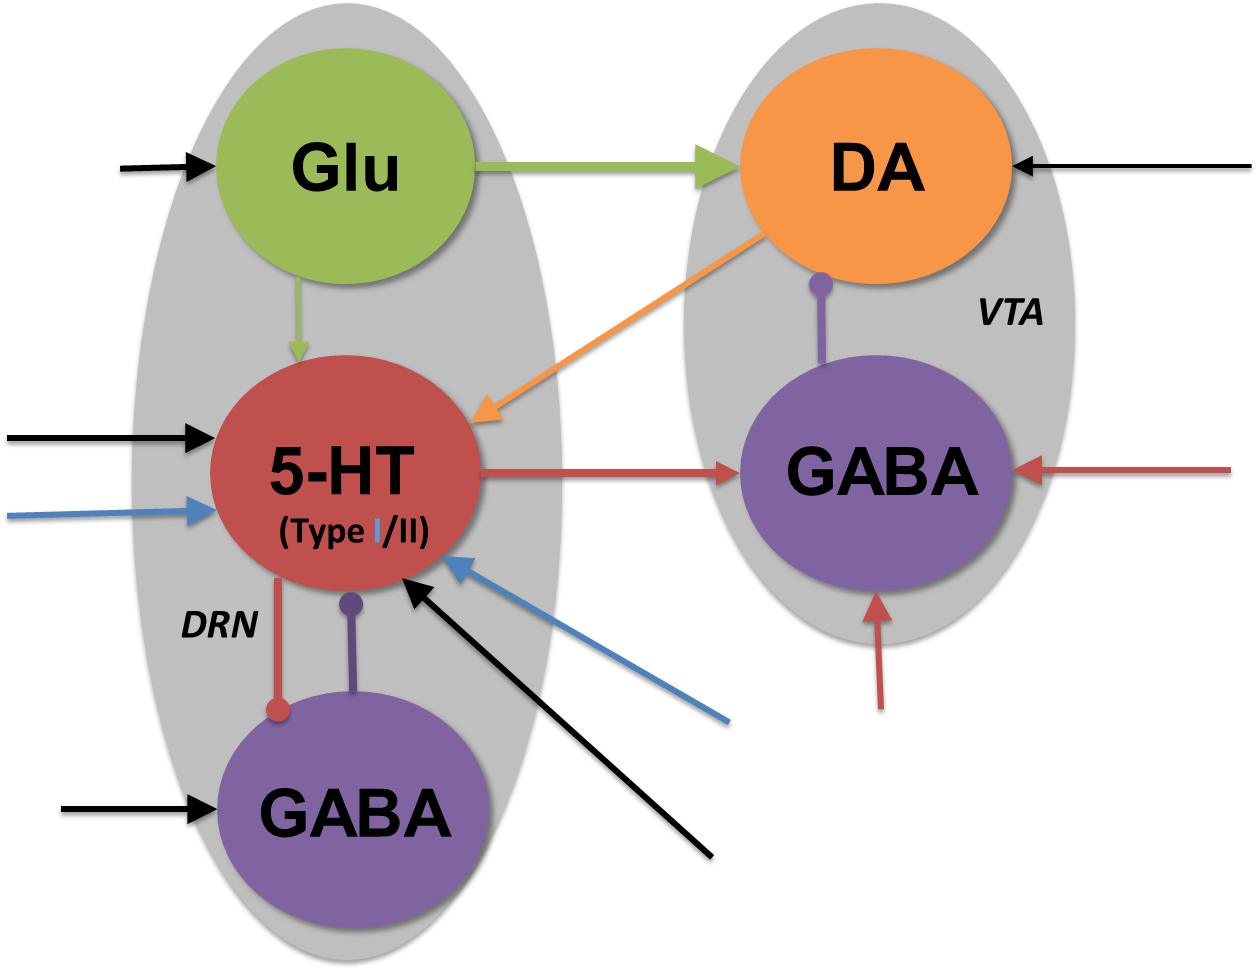 Glu
DA
VTA
5-HT
(Type I/II)
GABA
DRN
GABA